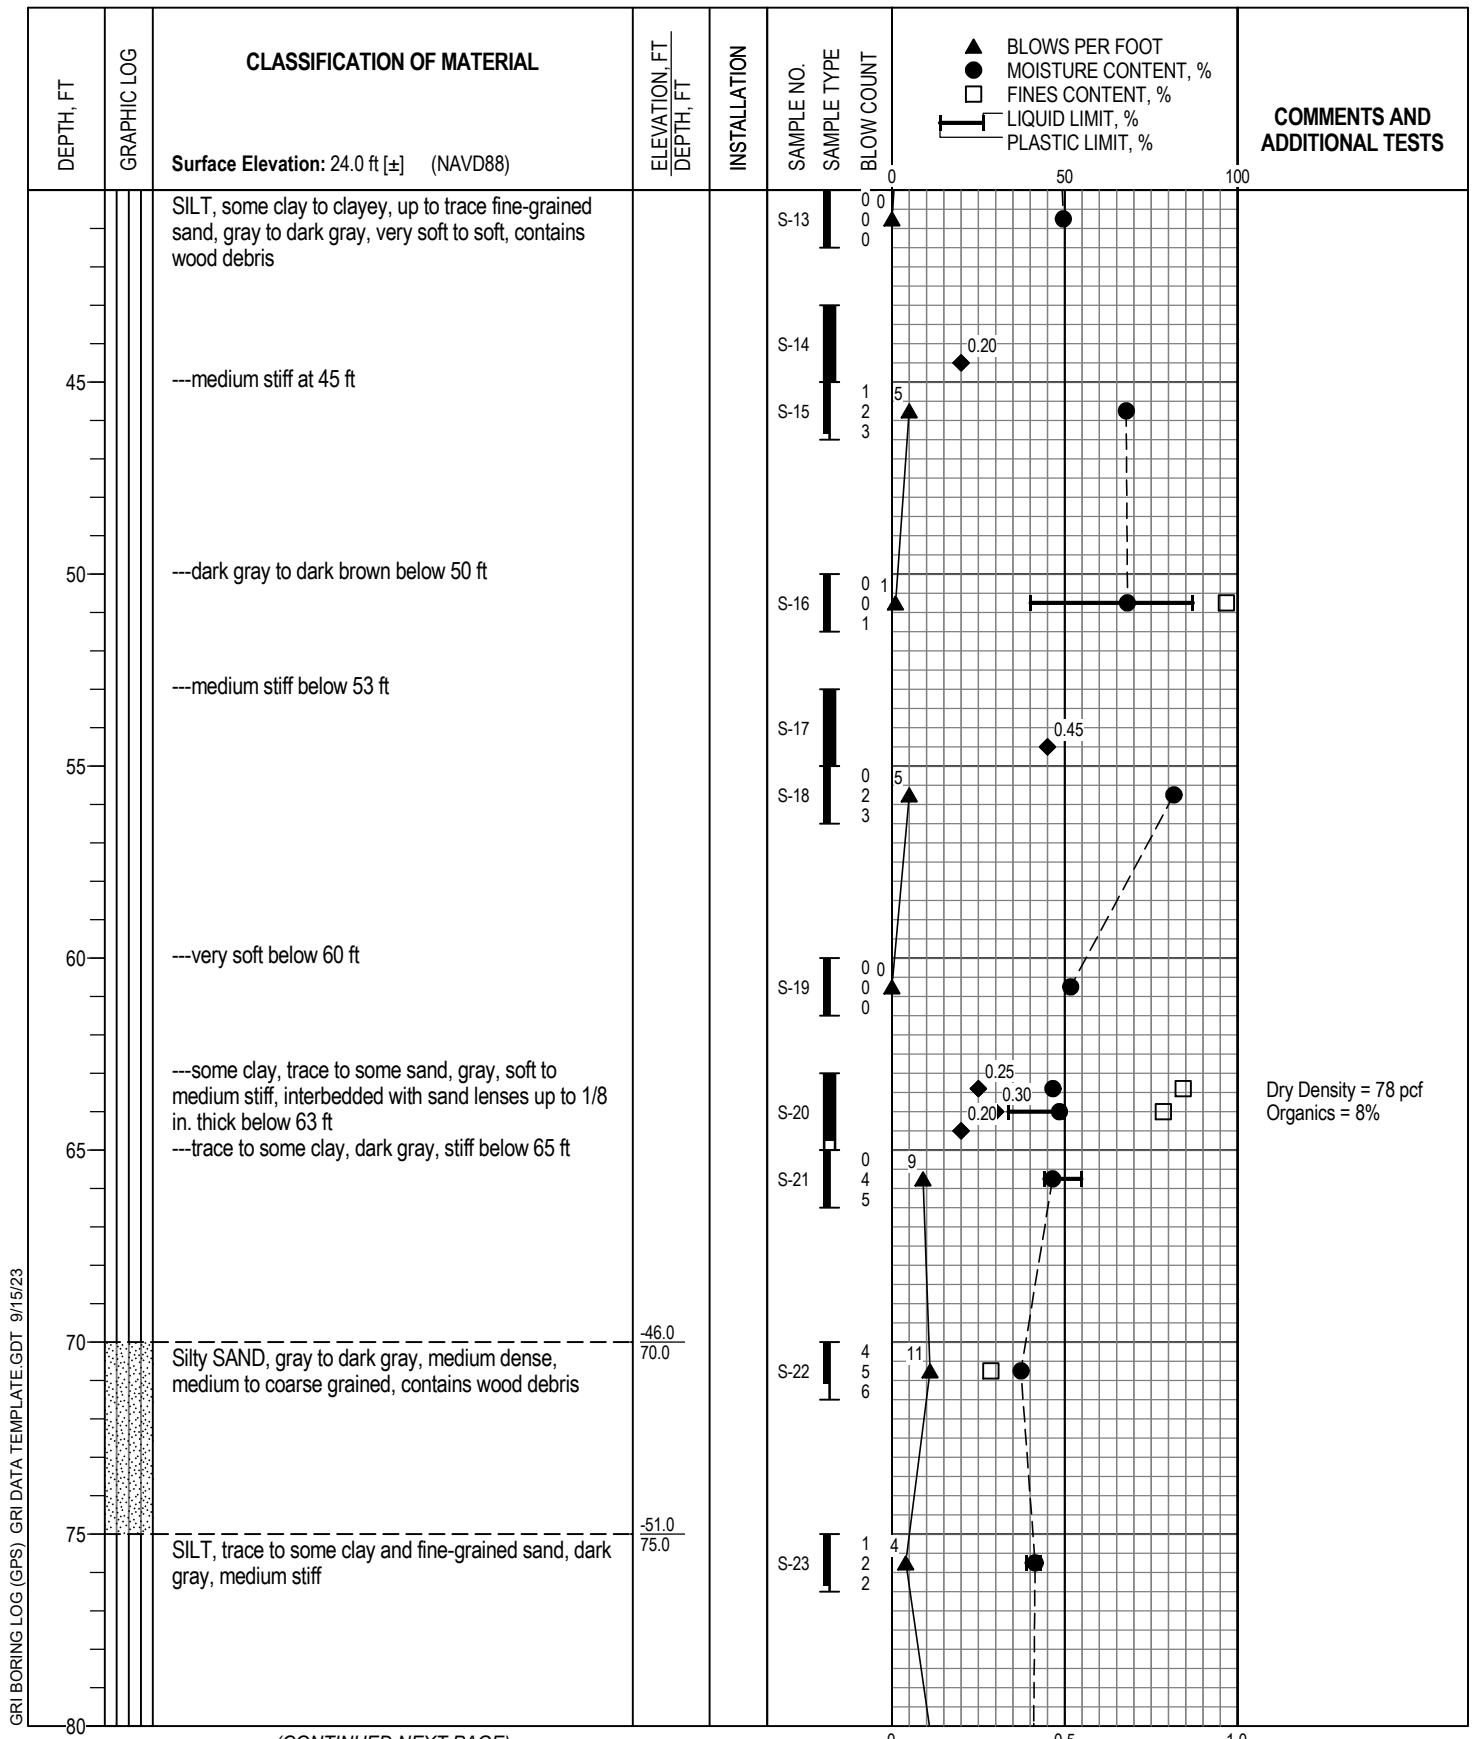 DEPTH, FT
GRAPHIC LOG
CLASSIFICATION OF MATERIAL
Surface Elevation: 24.0 ft [±] (NAVD88)
ELEVATION, FT
DEPTH, FT
INSTALLATION
SAMPLE NO.
SAMPLE TYPE
BLOW COUNT
BLOWS PER FOOT
MOISTURE CONTENT, %
FINES CONTENT, %
LIQUID LIMIT, %
PLASTIC LIMIT, %
0 50 100
COMMENTS AND
ADDITIONAL TESTS
SILT, some clay to clayey, up to trace fine-grained
sand, gray to dark gray, very soft to soft, contains
wood debris
S-13
0 0
0
0
S-14
0.20
45
---medium stiff at 45 ft
S-15
1 5
2
3
50
---dark gray to dark brown below 50 ft
S-16
0 1
0
1
---medium stiff below 53 ft
S-17
0.45
55
S-18
0 5
2
3
60
---very soft below 60 ft
S-19
0 0
0
0
---some clay, trace to some sand, gray, soft to
medium stiff, interbedded with sand lenses up to 1/8
in. thick below 63 ft
S-20
0.25
0.30
0.20
Dry Density = 78 pcf
Organics = 8%
65
---trace to some clay, dark gray, stiff below 65 ft
S-21
0 9
4
5
70
-46.0
70.0
Silty SAND, gray to dark gray, medium dense,
medium to coarse grained, contains wood debris
S-22
4 11
5
6
75
-51.0
75.0
SILT, trace to some clay and fine-grained sand, dark
gray, medium stiff
S-23
1 4
2
2
80
GRI BORING LOG (GPS) GRI DATA TEMPLATE.GDT 9/15/23
(CONTINUED NEXT PAGE)
0 0.5 1.0